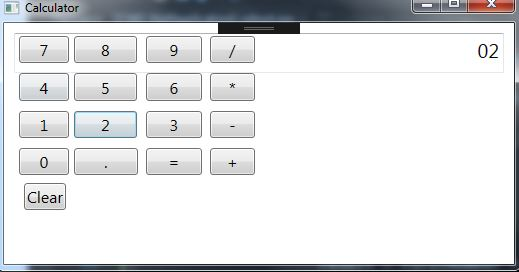 Calculator
7 8 9 / 02
4 5 6 *
1 2 3 -
0 . = +
Clear